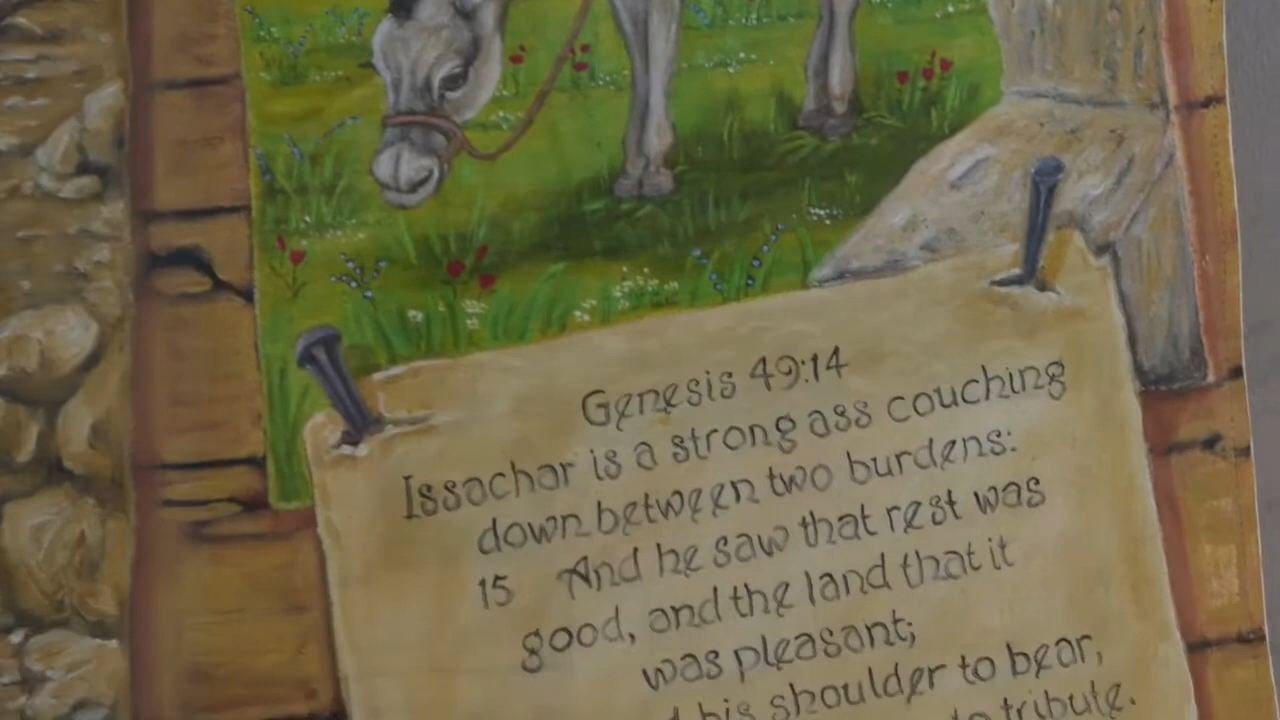 Genesis 49:14
Issachar is a strong ass couching
down between two burdens:
15 And he saw that rest was
good, and the land that it
was pleasant;
his shoulder to bear,
to tribute.